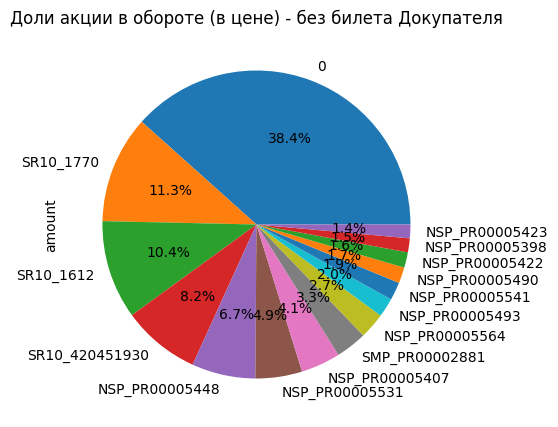 Доли акции в обороте (в цене) - без билета Докупателя
0
38.4%
SR10_1770
11.3%
amount
SR10_1612
10.4%
SR10_420451930
8.2%
NSP_PR00005448
6.7%
NSP_PR00005531
4.9%
NSP_PR00005407
4.1%
SMP_PR00002881
3.3%
NSP_PR00005564
2.7%
NSP_PR00005493
2.0%
NSP_PR00005541
1.9%
NSP_PR00005490
1.7%
NSP_PR00005422
1.6%
NSP_PR00005398
1.5%
NSP_PR00005423
1.4%